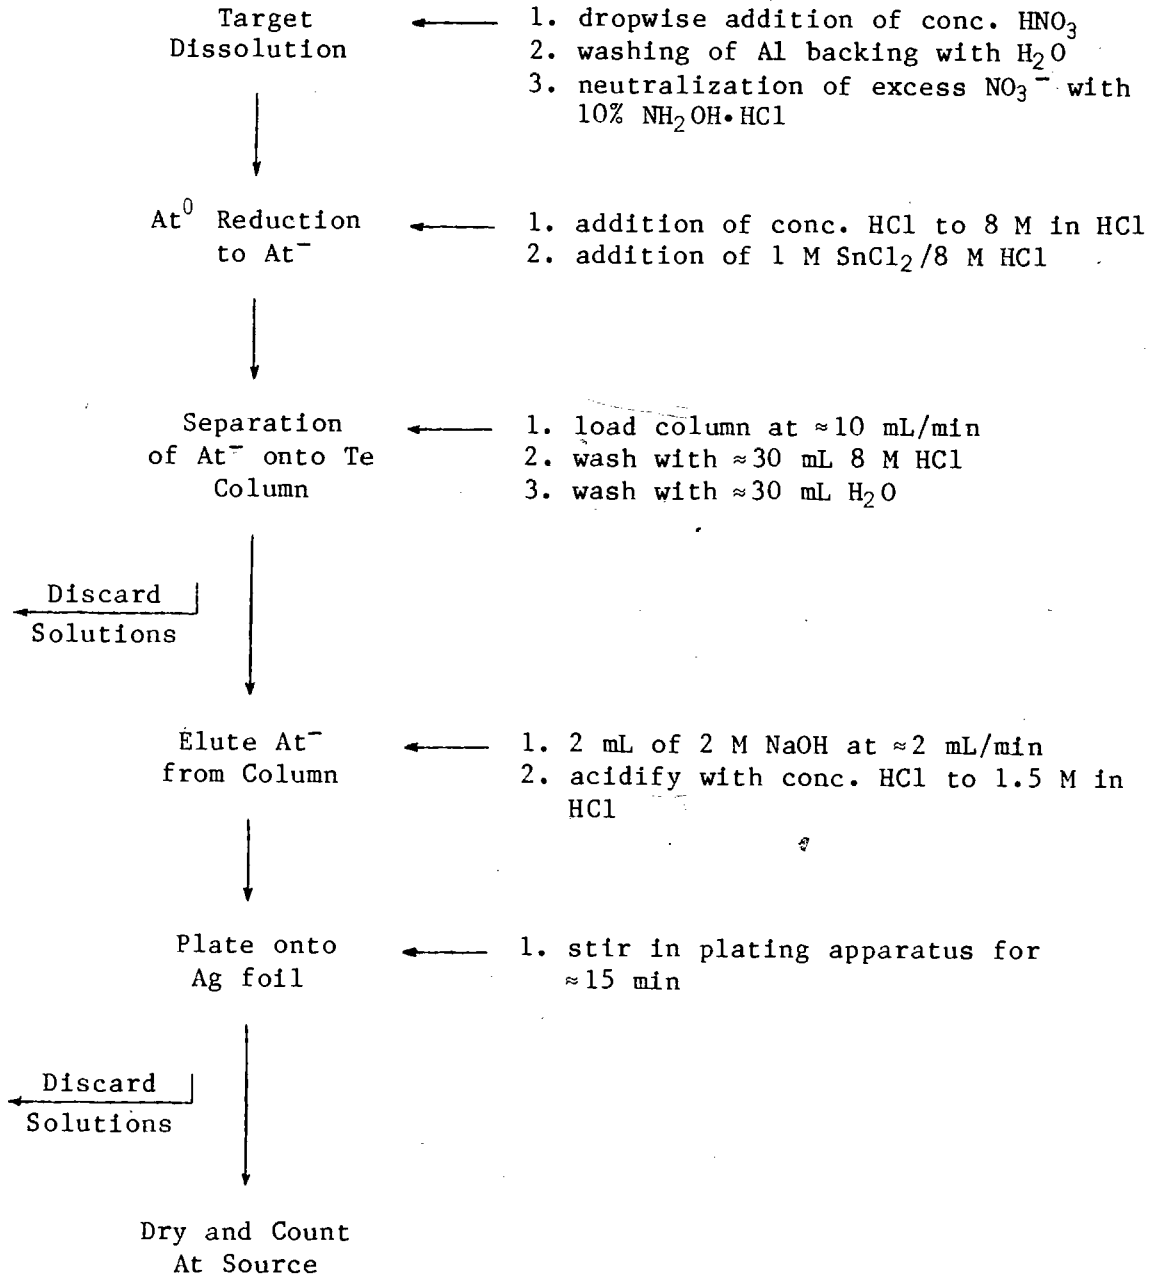 Target
Dissolution
1. dropwise addition of conc. HNO₃
2. washing of Al backing with H₂O
3. neutralization of excess NO₃⁻ with
10% NH₂OH•HCl
At⁰ Reduction
to At⁻
1. addition of conc. HCl to 8 M in HCl
2. addition of 1 M SnCl₂/8 M HCl
Separation
of At⁻ onto Te
Column
1. load column at ≈10 mL/min
2. wash with ≈30 mL 8 M HCl
3. wash with ≈30 mL H₂O
Discard
Solutions
Elute At⁻
from Column
1. 2 mL of 2 M NaOH at ≈2 mL/min
2. acidify with conc. HCl to 1.5 M in
HCl
Plate onto
Ag foil
1. stir in plating apparatus for
≈15 min
Discard
Solutions
Dry and Count
At Source